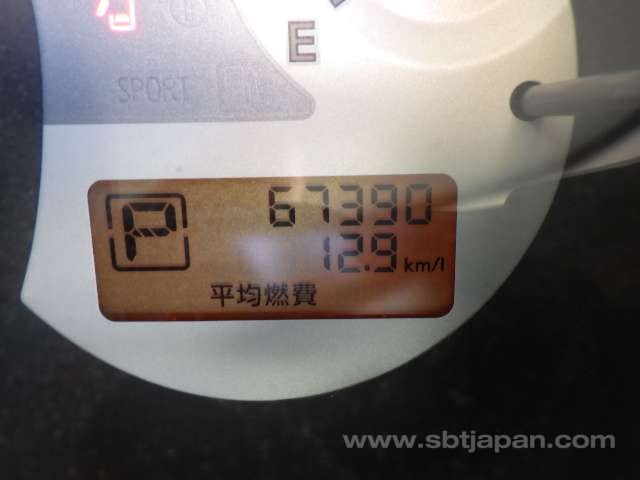 E
SPORT
P
67390
12.9 km/l
平均燃費
www.sbtjapan.com